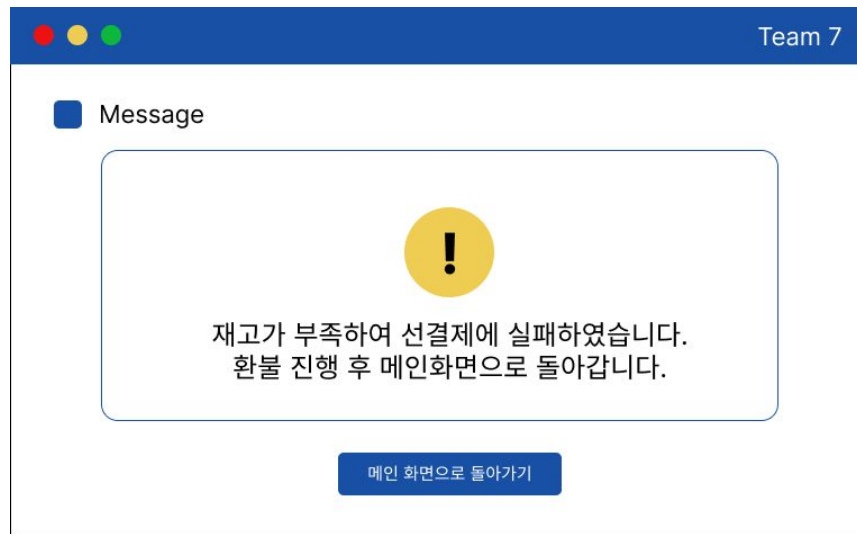 Team 7
Message
!
재고가 부족하여 선결제에 실패하였습니다.
환불 진행 후 메인화면으로 돌아갑니다.
메인 화면으로 돌아가기